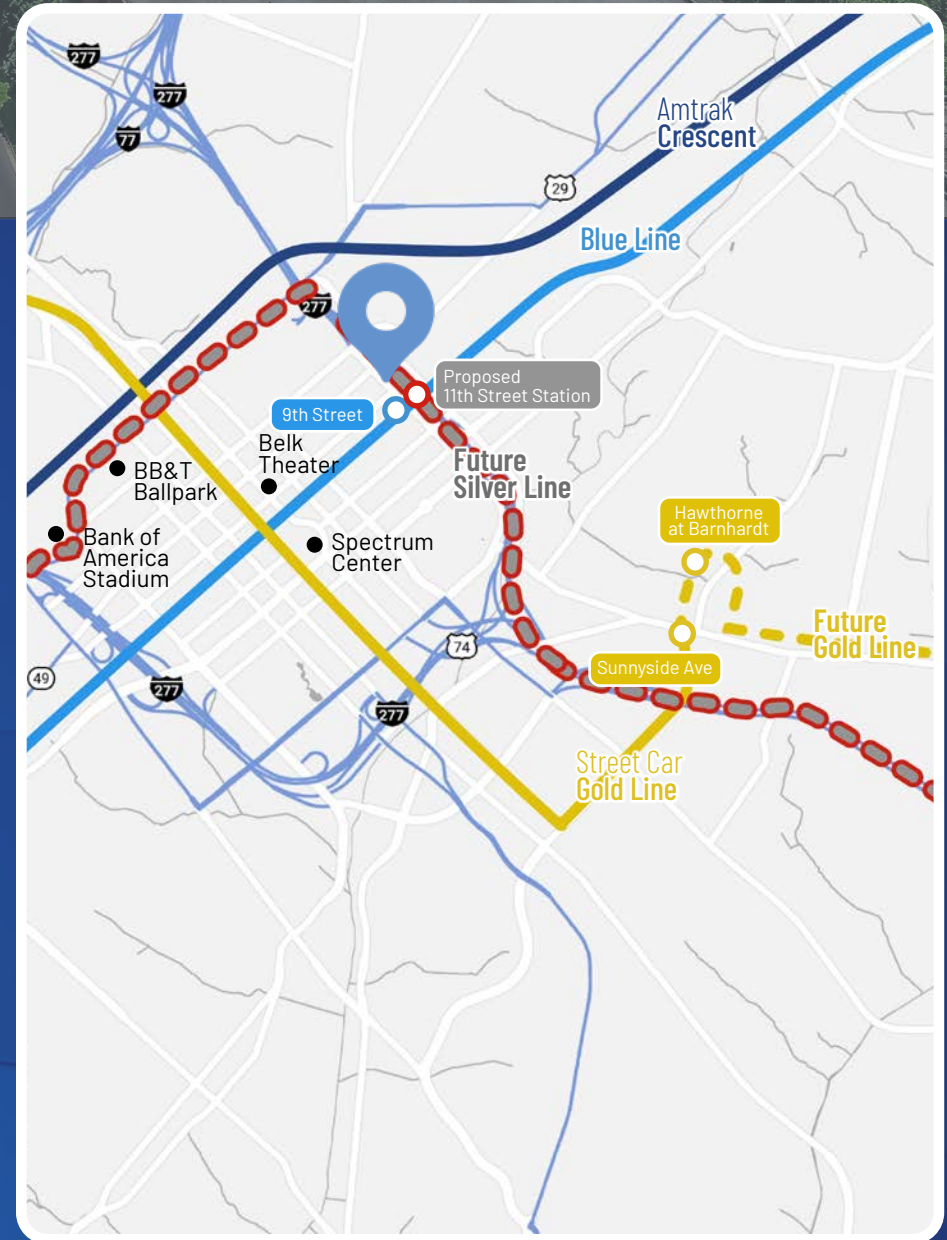 277
277
77
Amtrak
Crescent
29
Blue Line
277
Proposed
11th Street Station
9th Street
Belk
Theater
Future
Silver Line
BB&T
Ballpark
Bank of
America
Stadium
Spectrum
Center
Hawthorne
at Barnhardt
Future
Gold Line
74
Sunnyside Ave
49
277
277
Street Car
Gold Line